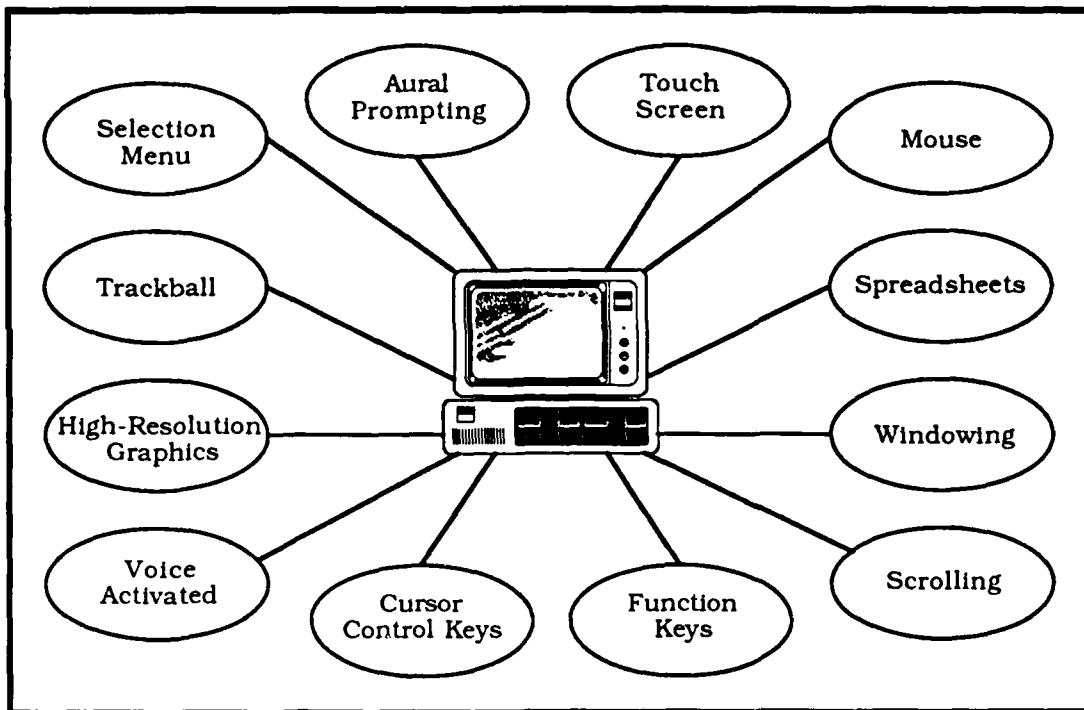 Aural
Prompting
Touch
Screen
Selection
Menu
Mouse
Trackball
Spreadsheets
High-Resolution
Graphics
Windowing
Voice
Activated
Cursor
Control Keys
Function
Keys
Scrolling